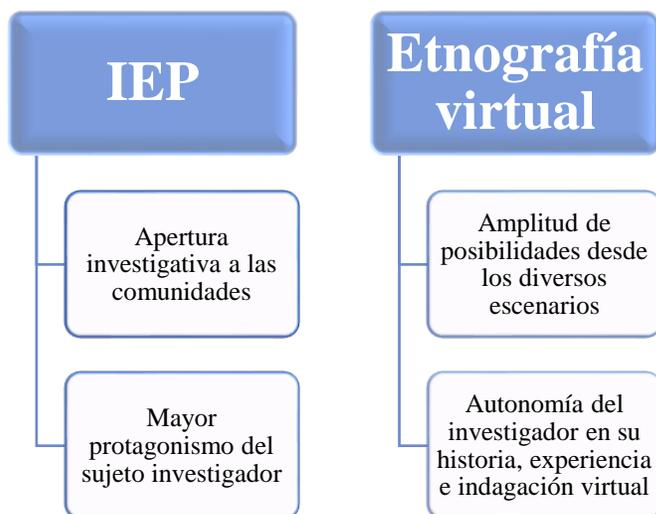 IEP
Apertura
investigativa a las
comunidades
Mayor
protagonismo del
sujeto investigador
Etnografía
virtual
Amplitud de
posibilidades desde
los diversos
escenarios
Autonomía del
investigador en su
historia, experiencia
e indagación virtual